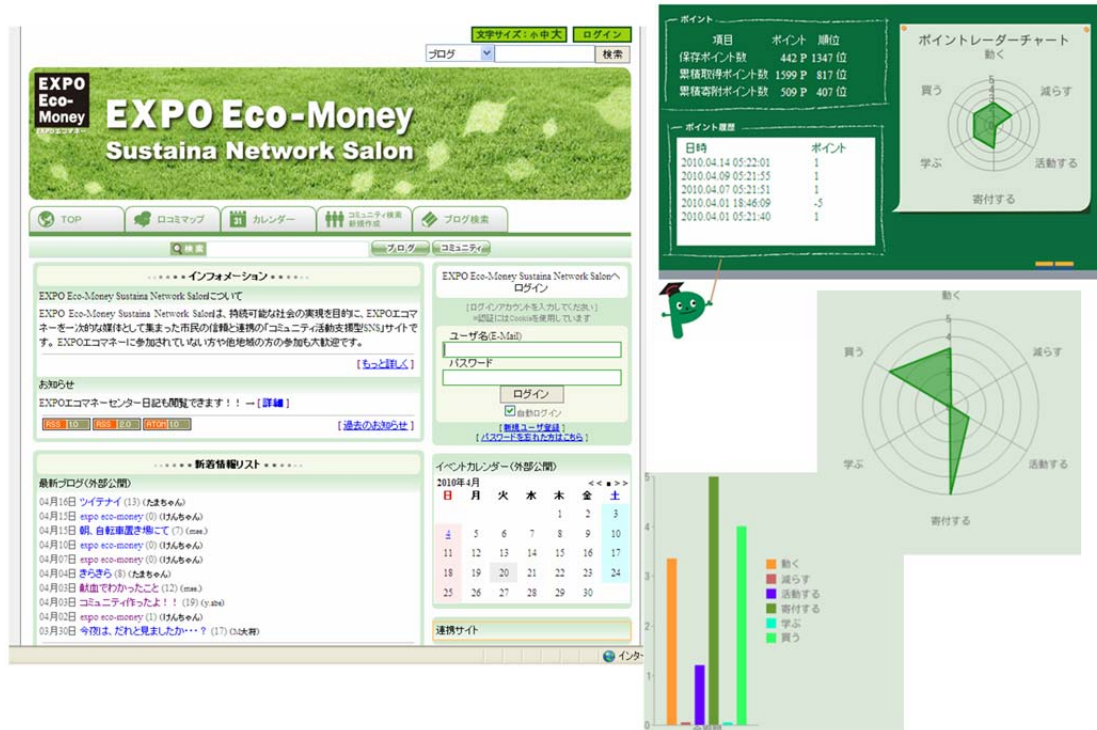 文字サイズ：小 中 大 ログイン
ブログ 検索
EXPO
Eco-
Money
EXPOエコマネー
EXPO Eco-Money
Sustaina Network Salon
TOP
口コミマップ
31 カレンダー
コミュニティ検索
新規作成
ブログ検索
検索 ブログ コミュニティ
インフォメーション
EXPO Eco-Money Sustaina Network Salonについて
EXPO Eco-Money Sustaina Network Salonは、持続可能な社会の実現を目的に、EXPOエコマ
ネーを一次的な媒体として集まった市民の信頼と連携の「コミュニティ活動支援型SNS」サイトで
す。EXPOエコマネーに参加されていない方や他地域の方の参加も大歓迎です。
[もっと詳しく]
お知らせ
EXPOエコマネーセンター日記も閲覧できます！！ →[詳細]
RSS 1.0 RSS 2.0 ATOM 1.0 [過去のお知らせ]
新着情報リスト
最新ブログ(外部公開)
04月16日 ツイテナイ (13) (たまちゃん)
04月15日 expo eco-money (0) (けんちゃん)
04月15日 朝、自転車置き場にて (7) (mae.)
04月10日 expo eco-money (0) (けんちゃん)
04月07日 expo eco-money (0) (けんちゃん)
04月04日 きらきら (8) (たまちゃん)
04月03日 献血でわかったこと (12) (mae.)
04月03日 コミュニティ作ったよ！！ (19) (y.abe)
04月02日 expo eco-money (1) (けんちゃん)
03月30日 今夜は、だれと見ましたか・・・？ (17)
EXPO Eco-Money Sustaina Network Salonへ
ログイン
[ログインアカウントを入力してください]
※認証にはCookieを使用しています
ユーザ名(E-Mail)
パスワード
ログイン
自動ログイン
[新規ユーザ登録]
[パスワードを忘れた方はこちら]
イベントカレンダー(外部公開)
2010年4月 <<■>>
日 月 火 水 木 金 土
1 2 3
4 5 6 7 8 9 10
11 12 13 14 15 16 17
18 19 20 21 22 23 24
25 26 27 28 29 30
連携サイト
インター
ポイント
項目 ポイント 順位
保存ポイント数 442 P 1347 位
累積取得ポイント数 1599 P 817 位
累積寄附ポイント数 509 P 407 位
ポイント履歴
日時 ポイント
2010.04.14 05:22:01 1
2010.04.09 05:21:55 1
2010.04.07 05:21:51 1
2010.04.01 18:46:09 -5
2010.04.01 05:21:40 1
ポイントレーダーチャート
動く
減らす
活動する
寄付する
学ぶ
買う
5
動く
減らす
活動する
寄付する
学ぶ
買う
5
4
5
4
3
2
1
0
動く
減らす
活動する
寄付する
学ぶ
買う